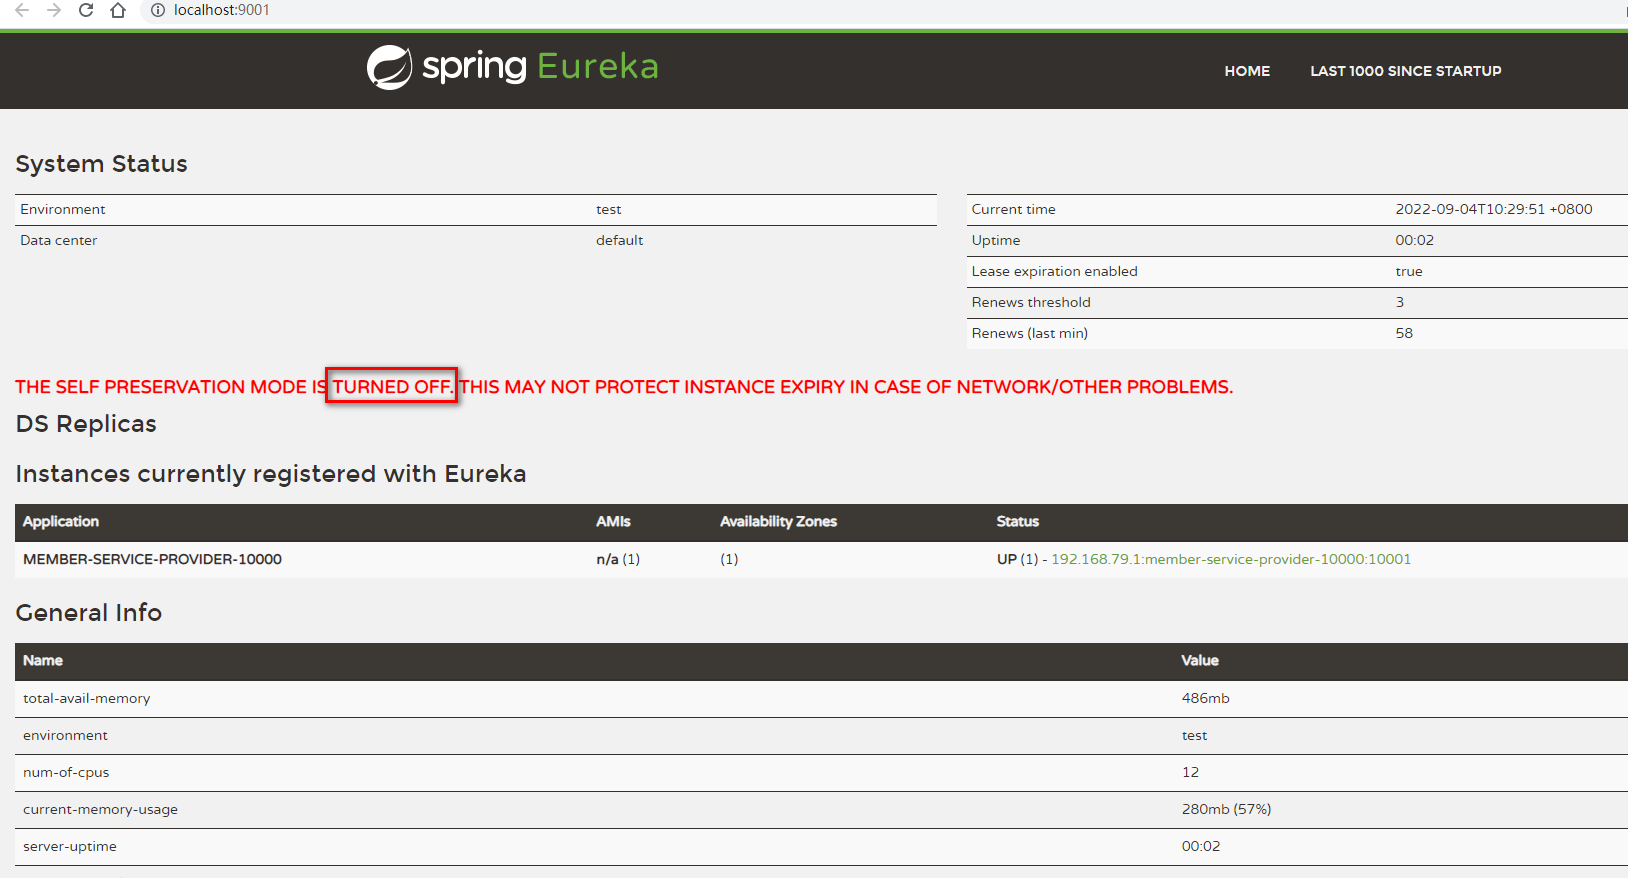 localhost:9001
spring Eureka
HOME LAST 1000 SINCE STARTUP
System Status
Environment test
Data center default
Current time 2022-09-04T10:29:51 +0800
Uptime 00:02
Lease expiration enabled true
Renews threshold 3
Renews (last min) 58
THE SELF PRESERVATION MODE IS TURNED OFF. THIS MAY NOT PROTECT INSTANCE EXPIRY IN CASE OF NETWORK/OTHER PROBLEMS.
DS Replicas
Instances currently registered with Eureka
Application AMIs Availability Zones Status
MEMBER-SERVICE-PROVIDER-10000 n/a (1) (1) UP (1) - 192.168.79.1:member-service-provider-10000:10001
General Info
Name Value
total-avail-memory 486mb
environment test
num-of-cpus 12
current-memory-usage 280mb (57%)
server-uptime 00:02